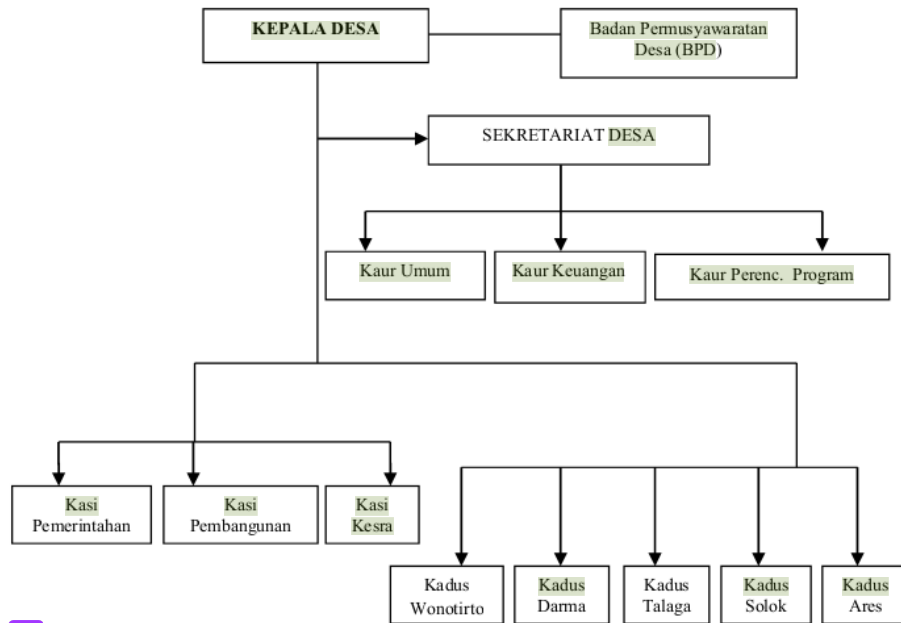 KEPALA DESA
Badan Permusyawaratan
Desa (BPD)
SEKRETARIAT DESA
Kaur Umum
Kaur Keuangan
Kaur Perenc. Program
Kasi
Pemerintahan
Kasi
Pembangunan
Kasi
Kesra
Kadus
Wonotirto
Kadus
Darma
Kadus
Talaga
Kadus
Solok
Kadus
Ares